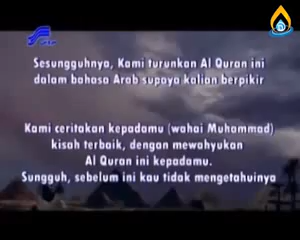 Sesungguhnya, Kami turunkan Al Quran ini
dalam bahasa Arab supaya kalian berpikir
Kami ceritakan kepadamu (wahai Muhammad)
kisah terbaik, dengan mewahyukan
Al Quran ini kepadamu.
Sungguh, sebelum ini kau tidak mengetahuinya